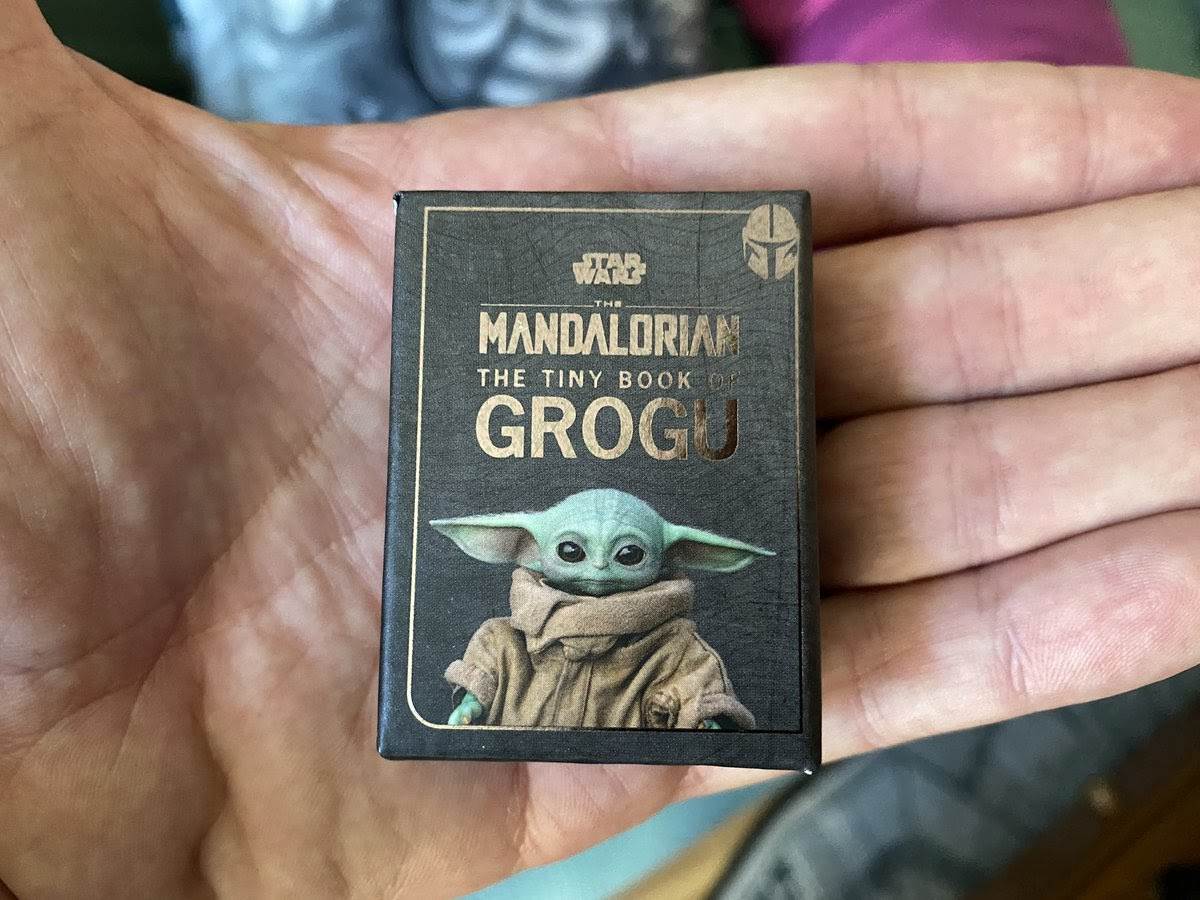 STAR
WARS
THE
MANDALORIAN
THE TINY BOOK OF
GROGU